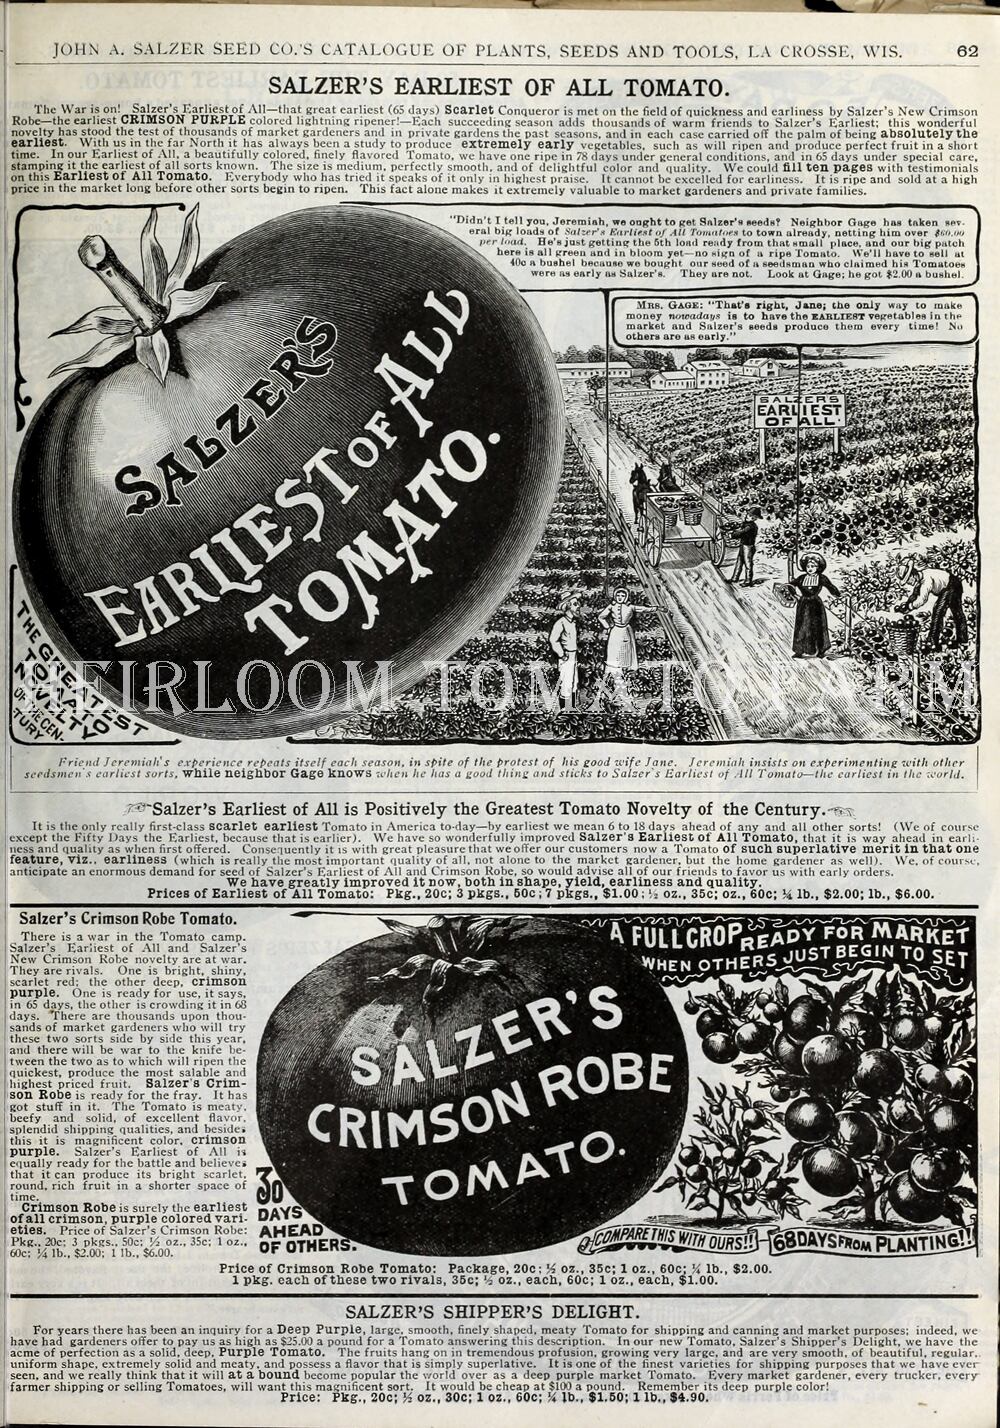 JOHN A. SALZER SEED CO.'S CATALOGUE OF PLANTS, SEEDS AND TOOLS, LA CROSSE, WIS. 62
SALZER'S EARLIEST OF ALL TOMATO.
The War is on! Salzer's Earliest of All—that great earliest (65 days) Scarlet Conqueror is met on the field of quickness and earliness by Salzer's New Crimson
Robe—the earliest CRIMSON PURPLE colored lightning ripener!—Each succeeding season adds thousands of warm friends to Salzer's Earliest; this wonderful
novelty has stood the test of thousands of market gardeners and in private gardens the past seasons, and in each case carried off the palm of being absolutely the
earliest. With us in the far North it has always been a study to produce extremely early vegetables, such as will ripen and produce perfect fruit in a short
time. In our Earliest of All, a beautifully colored, finely flavored Tomato, we have one ripe in 78 days under general conditions, and in 65 days under special care,
stamping it the earliest of all sorts known. The size is medium, perfectly smooth, and of delightful color and quality. We could fill ten pages with testimonials
on this Earliest of All Tomato. Everybody who has tried it speaks of it only in highest praise. It cannot be excelled for earliness. It is ripe and sold at a high
price in the market long before other sorts begin to ripen. This fact alone makes it extremely valuable to market gardeners and private families.
"Didn't I tell you, Jeremiah, we ought to get Salzer's seeds? Neighbor Gage has taken sev-
eral big loads of Salzer's Earliest of All Tomatoes to town already, netting him over $60.00
per load. He's just getting the 5th load ready from that small place, and our big patch
here is all green and in bloom yet—no sign of a ripe Tomato. We'll have to sell at
40c a bushel because we bought our seed of a seedsman who claimed his Tomatoes
were as early as Salzer's. They are not. Look at Gage; he got $2.00 a bushel.
MRS. GAGE: "That's right, Jane; the only way to make
money nowadays is to have the EARLIEST vegetables in the
market and Salzer's seeds produce them every time! No
others are as early."
SALZER'S
EARLIEST OF ALL
TOMATO.
SALZERS
EARLIEST
OF ALL
THE GREATEST
TOMATO
NOVELTY
OF THE CEN-
TURY
HEIRLOOM TOMATO FARM
Friend Jeremiah's experience repeats itself each season, in spite of the protest of his good wife Jane. Jeremiah insists on experimenting with other
seedsmen's earliest sorts, while neighbor Gage knows when he has a good thing and sticks to Salzer's Earliest of All Tomato—the earliest in the world.
Salzer's Earliest of All is Positively the Greatest Tomato Novelty of the Century.
It is the only really first-class scarlet earliest Tomato in America to-day—by earliest we mean 6 to 18 days ahead of any and all other sorts! (We of course
except the Fifty Days the Earliest, because that is earlier). We have so wonderfully improved Salzer's Earliest of All Tomato, that it is way ahead in earli-
ness and quality as when first offered. Consequently it is with great pleasure that we offer our customers now a Tomato of such superlative merit in that one
feature, viz., earliness (which is really the most important quality of all, not alone to the market gardener, but the home gardener as well). We, of course,
anticipate an enormous demand for seed of Salzer's Earliest of All and Crimson Robe, so would advise all of our friends to favor us with early orders.
We have greatly improved it now, both in shape, yield, earliness and quality.
Prices of Earliest of All Tomato: Pkg., 20c; 3 pkgs., 50c; 7 pkgs., $1.00; ½ oz., 35c; oz., 60c; ¼ lb., $2.00; lb., $6.00.
Salzer's Crimson Robe Tomato.
There is a war in the Tomato camp.
Salzer's Earliest of All and Salzer's
New Crimson Robe novelty are at war.
They are rivals. One is bright, shiny,
scarlet red; the other deep, crimson
purple. One is ready for use, it says,
in 65 days, the other is crowding it in 68
days. There are thousands upon thou-
sands of market gardeners who will try
these two sorts side by side this year,
and there will be war to the knife be-
tween the two as to which will ripen the
quickest, produce the most salable and
highest priced fruit. Salzer's Crim-
son Robe is ready for the fray. It has
got stuff in it. The Tomato is meaty,
beefy and solid, of excellent flavor,
splendid shipping qualities, and besides
this it is magnificent color, crimson
purple. Salzer's Earliest of All is
equally ready for the battle and believes
that it can produce its bright scarlet,
round, rich fruit in a shorter space of
time.
Crimson Robe is surely the earliest
of all crimson, purple colored vari-
eties. Price of Salzer's Crimson Robe:
Pkg., 20c; 3 pkgs., 50c; ½ oz., 35c; 1 oz.,
60c; ¼ lb., $2.00; 1 lb., $6.00.
SALZER'S
CRIMSON ROBE
TOMATO.
30
DAYS
AHEAD
OF OTHERS.
A FULL CROP READY FOR MARKET
WHEN OTHERS JUST BEGIN TO SET
COMPARE THIS WITH OURS!!
68 DAYS FROM PLANTING!!
Price of Crimson Robe Tomato: Package, 20c; ½ oz., 35c; 1 oz., 60c; ¼ lb., $2.00.
1 pkg. each of these two rivals, 35c; ½ oz., each, 60c; 1 oz., each, $1.00.
SALZER'S SHIPPER'S DELIGHT.
For years there has been an inquiry for a Deep Purple, large, smooth, finely shaped, meaty Tomato for shipping and canning and market purposes; indeed, we
have had gardeners offer to pay us as high as $25.00 a pound for a Tomato answering this description. In our new Tomato, Salzer's Shipper's Delight, we have the
acme of perfection as a solid, deep, Purple Tomato. The fruits hang on in tremendous profusion, growing very large, and are very smooth, of beautiful, regular,
uniform shape, extremely solid and meaty, and possess a flavor that is simply superlative. It is one of the finest varieties for shipping purposes that we have ever
seen, and we really think that it will at a bound become popular the world over as a deep purple market Tomato. Every market gardener, every trucker, every
farmer shipping or selling Tomatoes, will want this magnificent sort. It would be cheap at $100 a pound. Remember its deep purple color!
Price: Pkg., 20c; ½ oz., 30c; 1 oz., 60c; ¼ lb., $1.50; 1 lb., $4.90.